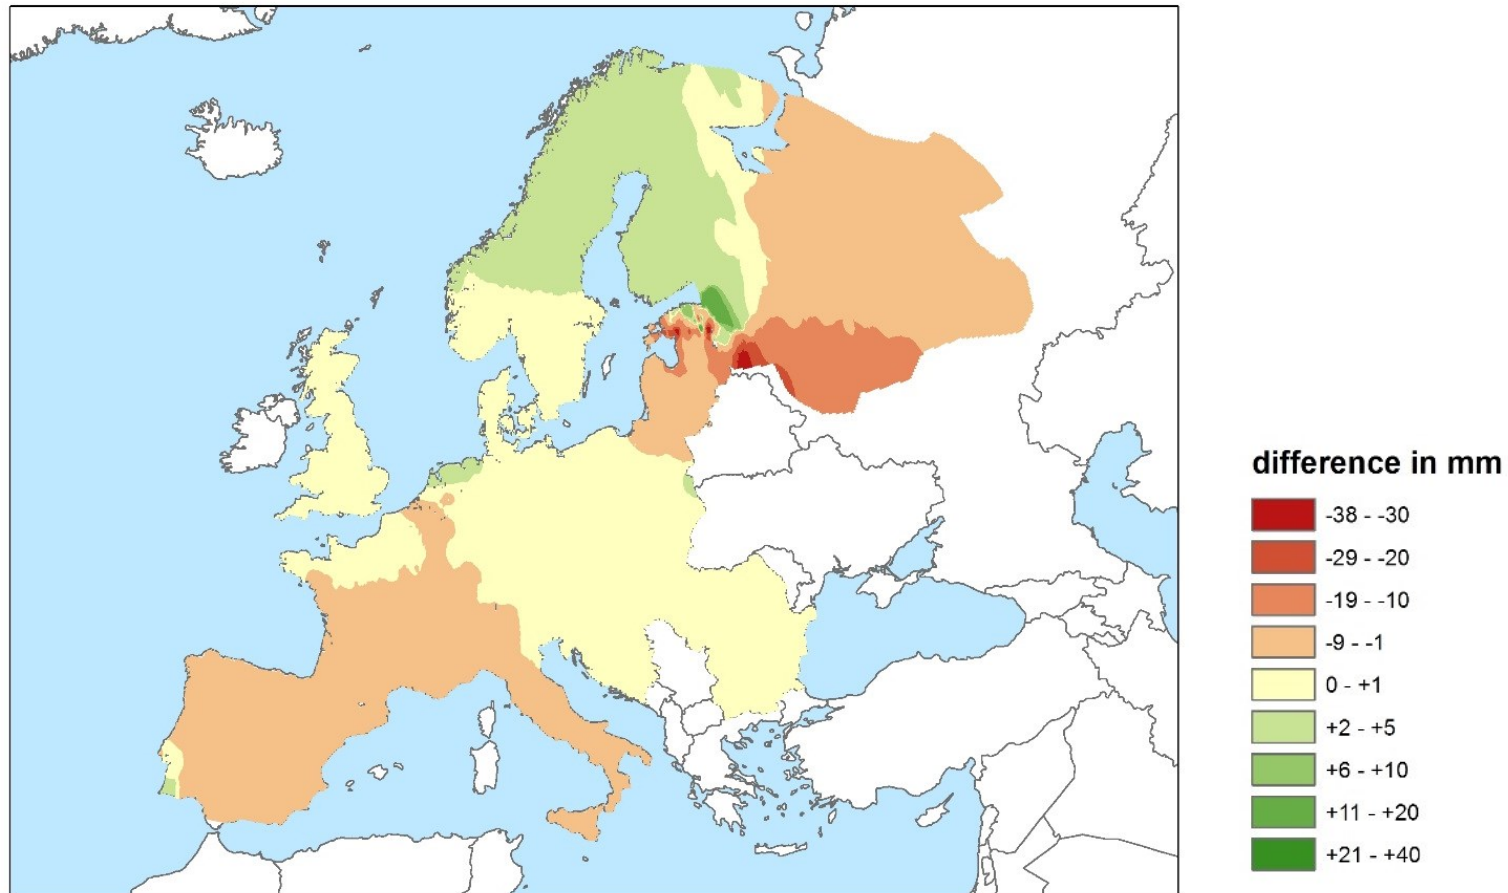 difference in mm
-38 - -30
-29 - -20
-19 - -10
-9 - -1
0 - +1
+2 - +5
+6 - +10
+11 - +20
+21 - +40